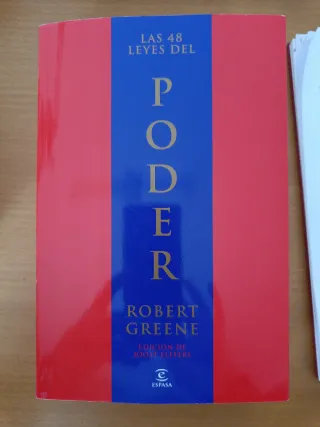 LAS 48
LEYES DEL
PODER
ROBERT
GREENE
EDICIÓN DE
JOOST ELFFERS
ESPASA